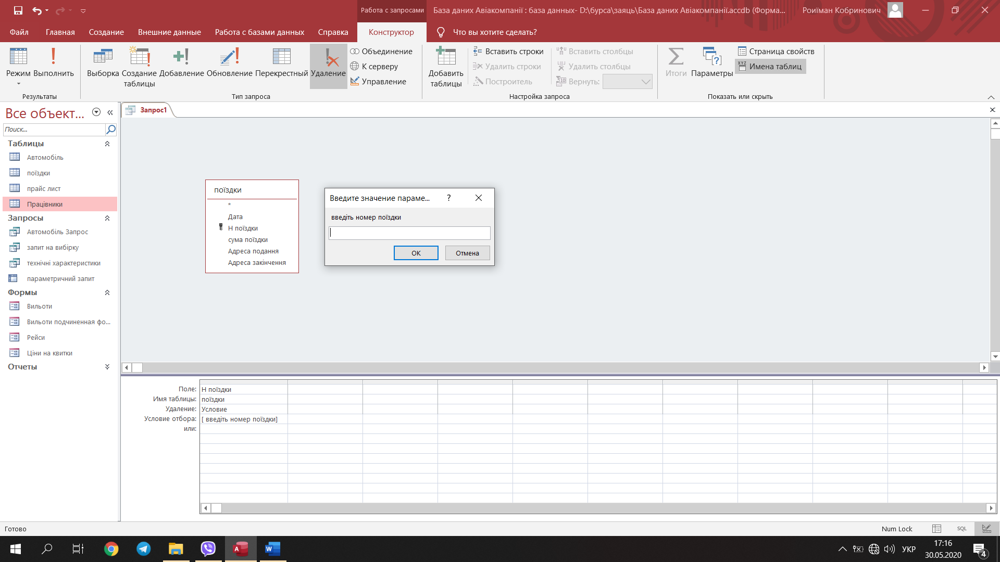 Работа с запросами
База даних Авіакомпанії : база данных- D:\бурса\заяць\База даних Авіакомпанії.accdb (Форма...
Роиїман Кобринович
Файл
Главная
Создание
Внешние данные
Работа с базами данных
Справка
Конструктор
Что вы хотите сделать?
Режим
Выполнить
Выборка
Создание таблицы
Добавление
Обновление
Перекрестный
Удаление
Объединение
К серверу
Управление
Добавить таблицы
Вставить строки
Удалить строки
Построитель
Вставить столбцы
Удалить столбцы
Вернуть:
Итоги
Параметры
Страница свойств
Имена таблиц
Результаты
Тип запроса
Настройка запроса
Показать или скрыть
Все объект...
Поиск...
Таблицы
Автомобіль
поїздки
прайс лист
Працівники
Запросы
Автомобіль Запрос
запит на вибірку
технічні характеристики
параметричний запит
Формы
Вильоти
Вильоти подчиненная фо...
Рейси
Ціни на квитки
Отчеты
Запрос1
поїздки
*
Дата
Н поїздки
сума поїздки
Адреса подання
Адреса закінчення
Введите значение параме...
?
введіть номер поїздки
ОК
Отмена
Поле: Н поїздки
Имя таблицы: поїздки
Удаление: Условие
Условие отбора: [ введіть номер поїздки]
или:
Готово
Num Lock
SQL
УКР
17:16
30.05.2020
4